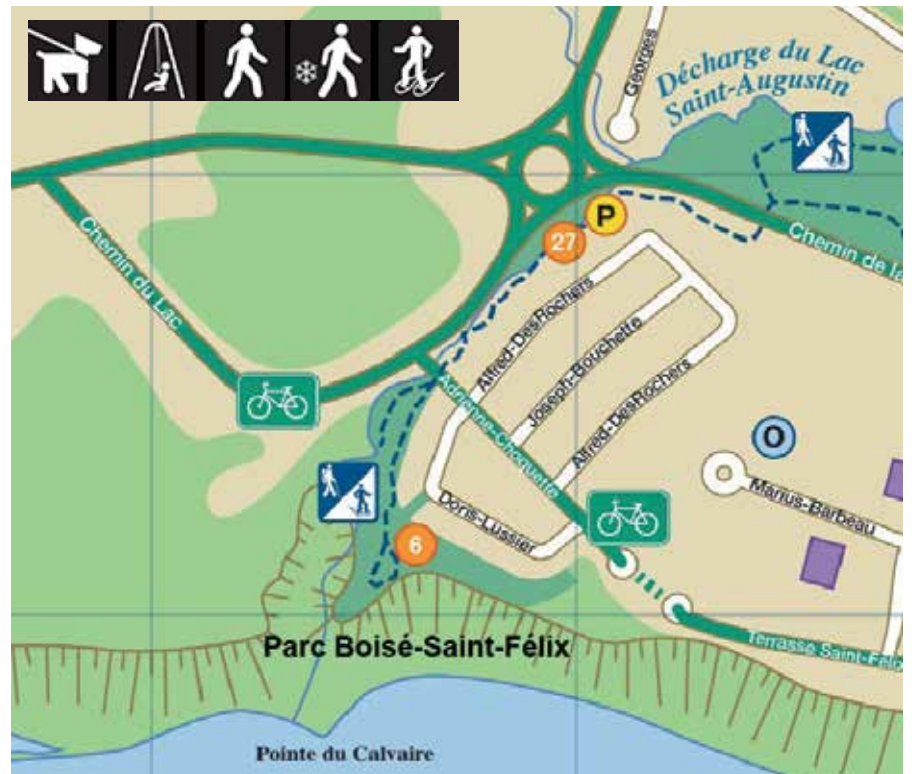 Georges
Décharge du Lac
Saint-Augustin
P
27
Chemin du Lac
Chemin de la
Alfred-DesRochers
Joseph-Bouchette
Alfred-DesRochers
Adrienne-Choquette
O
Marius-Barbeau
Doris-Lussier
6
Terrasse Saint-Félix
Parc Boisé-Saint-Félix
Pointe du Calvaire